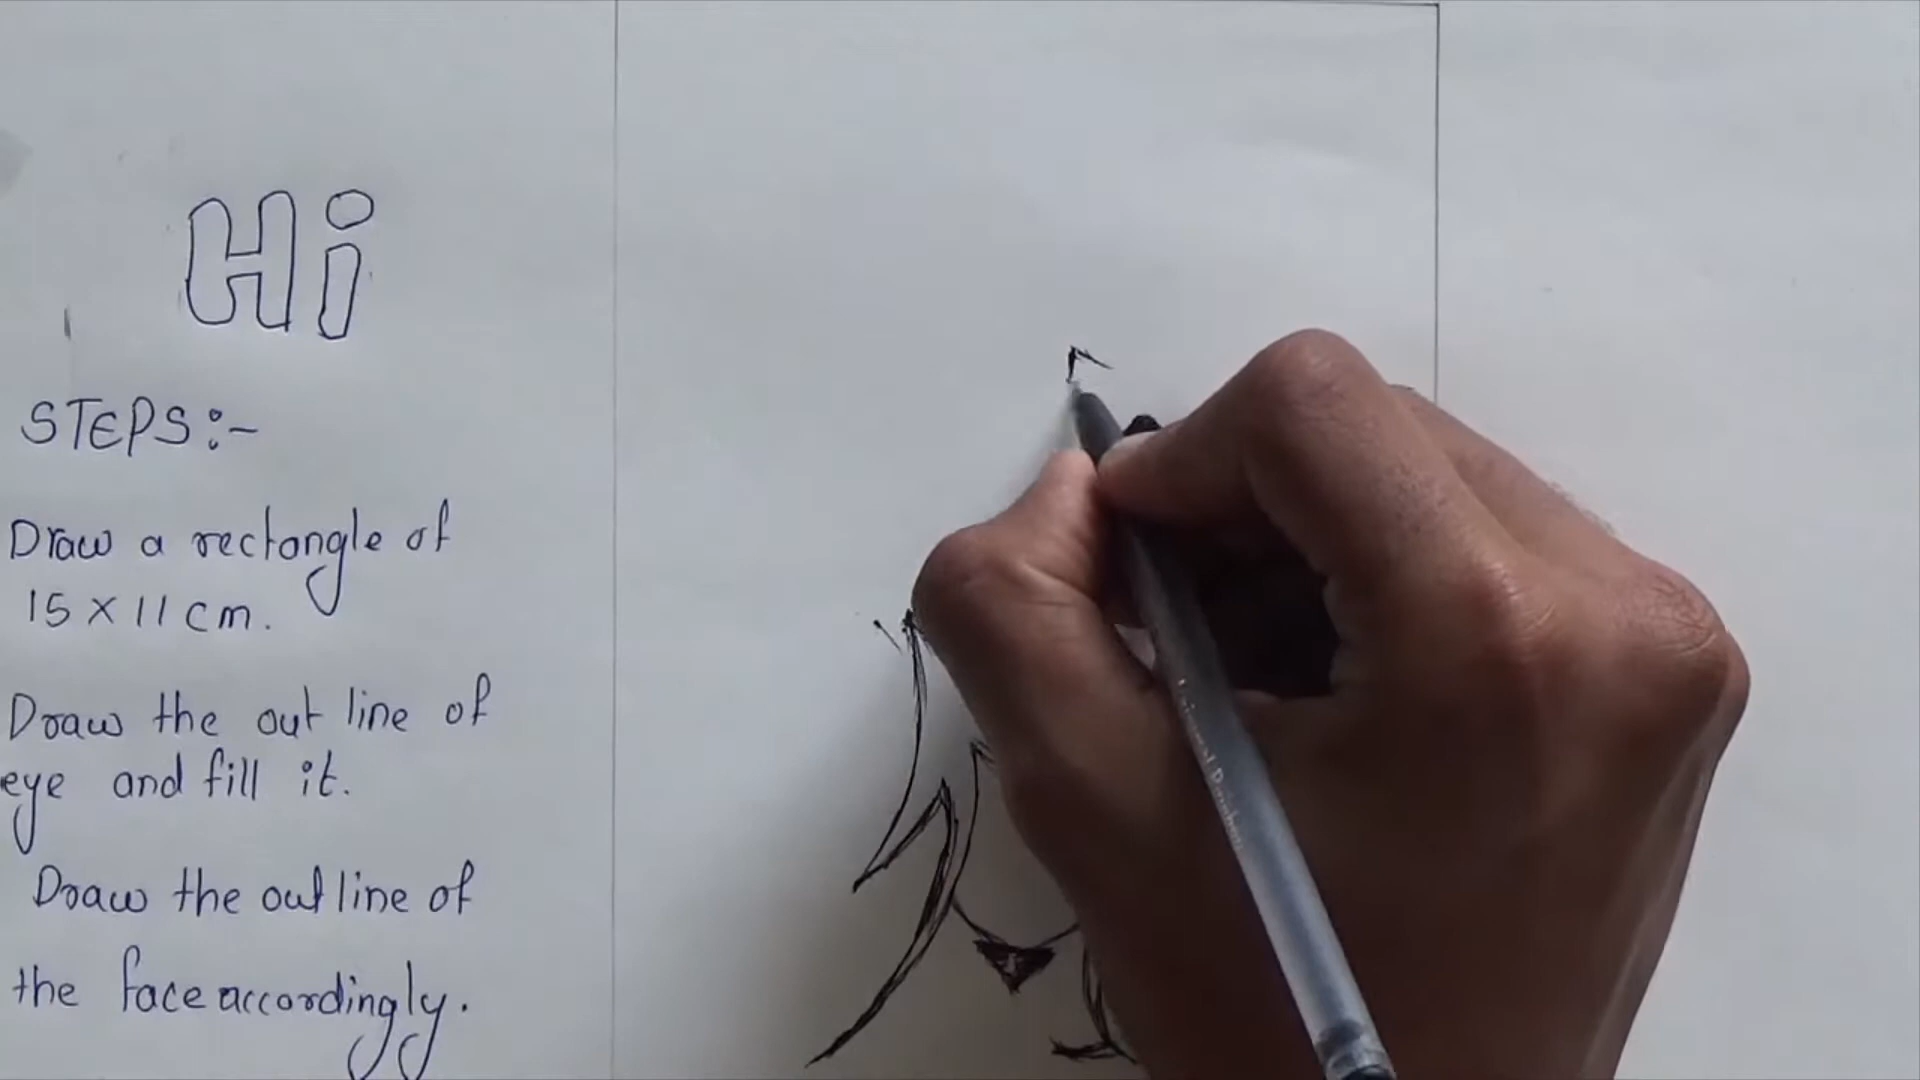 Hi
STEPS:-
Draw a rectangle of
15 × 11 cm.
Draw the out line of
eye and fill it.
Draw the out line of
the face accordingly.